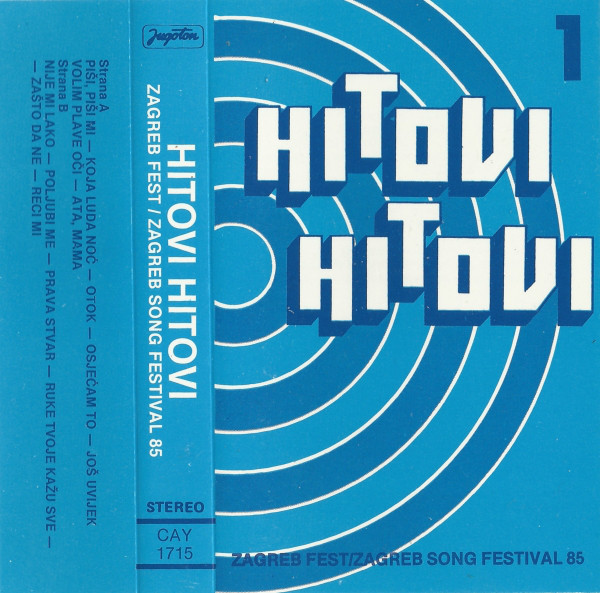 Strana A
PIŠI, PIŠI MI — KOJA LUDA NOĆ — OTOK — OSJEĆAM TO — JOŠ UVIJEK
VOLIM PLAVE OČI — ATA, MAMA
Strana B
NIJE MI LAKO — POLJUBI ME — PRAVA STVAR — RUKE TVOJE KAŽU SVE —
— ZAŠTO DA NE — RECI MI
Jugoton
HITOVI HITOVI
ZAGREB FEST / ZAGREB SONG FESTIVAL 85
STEREO
CAY
1715
1
HITOVI
HITOVI
ZAGREB FEST/ZAGREB SONG FESTIVAL 85